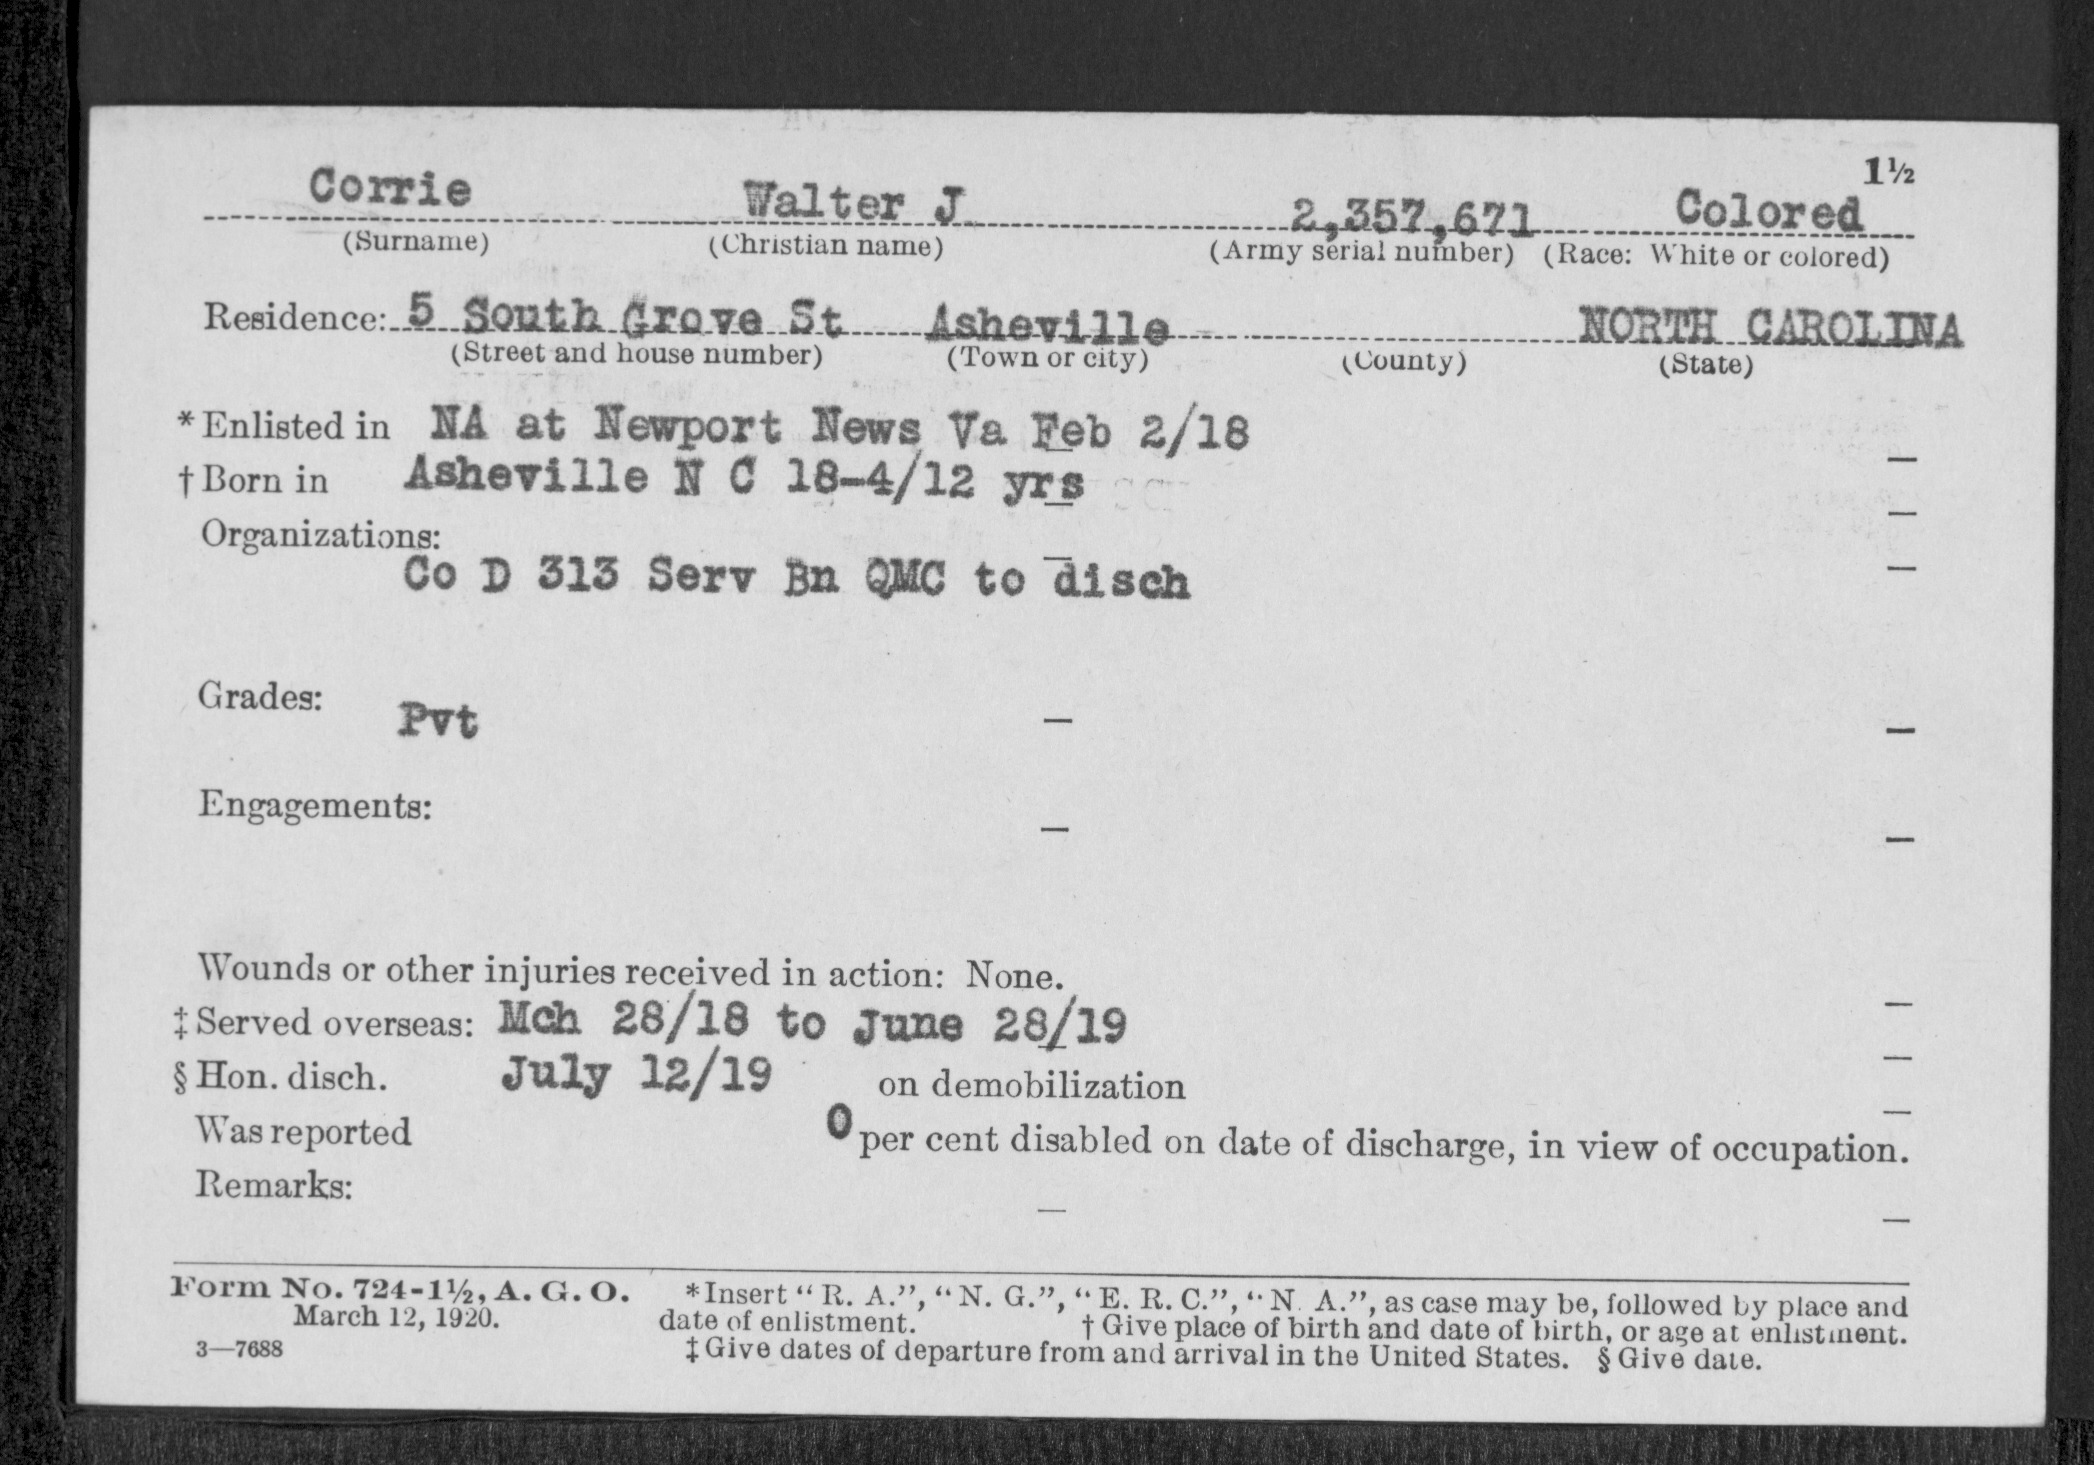 1½
Corrie Walter J 2,357,671 Colored
(Surname) (Christian name) (Army serial number) (Race: White or colored)
Residence: 5 South Grove St Asheville NORTH CAROLINA
(Street and house number) (Town or city) (County) (State)
* Enlisted in NA at Newport News Va Feb 2/18
† Born in Asheville N C 18-4/12 yrs
Organizations:
Co D 313 Serv Bn QMC to disch
Grades: Pvt
Engagements:
Wounds or other injuries received in action: None.
‡ Served overseas: Mch 28/18 to June 28/19
§ Hon. disch. July 12/19 on demobilization
Was reported 0 per cent disabled on date of discharge, in view of occupation.
Remarks:
Form No. 724-1½, A. G. O. * Insert "R. A.", "N. G.", "E. R. C.", "N. A.", as case may be, followed by place and
March 12, 1920. date of enlistment. † Give place of birth and date of birth, or age at enlistment.
3—7688 ‡ Give dates of departure from and arrival in the United States. § Give date.